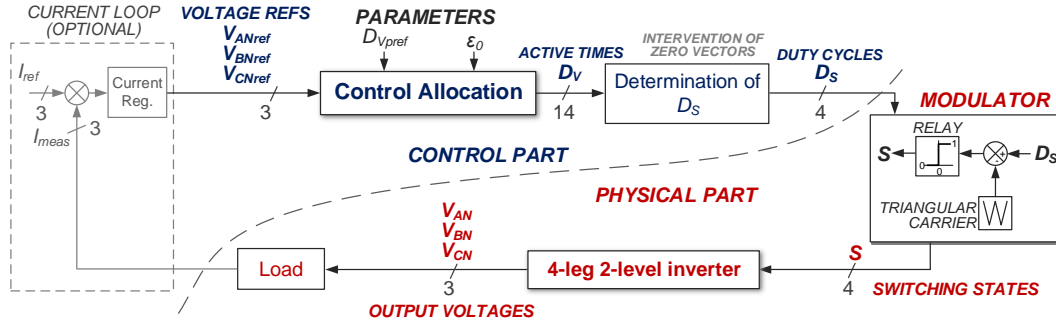 CURRENT LOOP
(OPTIONAL)
VOLTAGE REFS
V_ANref
V_BNref
V_CNref
PARAMETERS
D_Vpref
ε_0
INTERVENTION OF
ZERO VECTORS
ACTIVE TIMES
D_V
DUTY CYCLES
D_S
I_ref
3
Current
Reg.
3
I_meas
3
Control Allocation
14
Determination of
D_S
4
MODULATOR
RELAY
S
1
0
0
+
-
D_S
TRIANGULAR
CARRIER
CONTROL PART
PHYSICAL PART
V_AN
V_BN
V_CN
Load
3
OUTPUT VOLTAGES
4-leg 2-level inverter
S
4
SWITCHING STATES